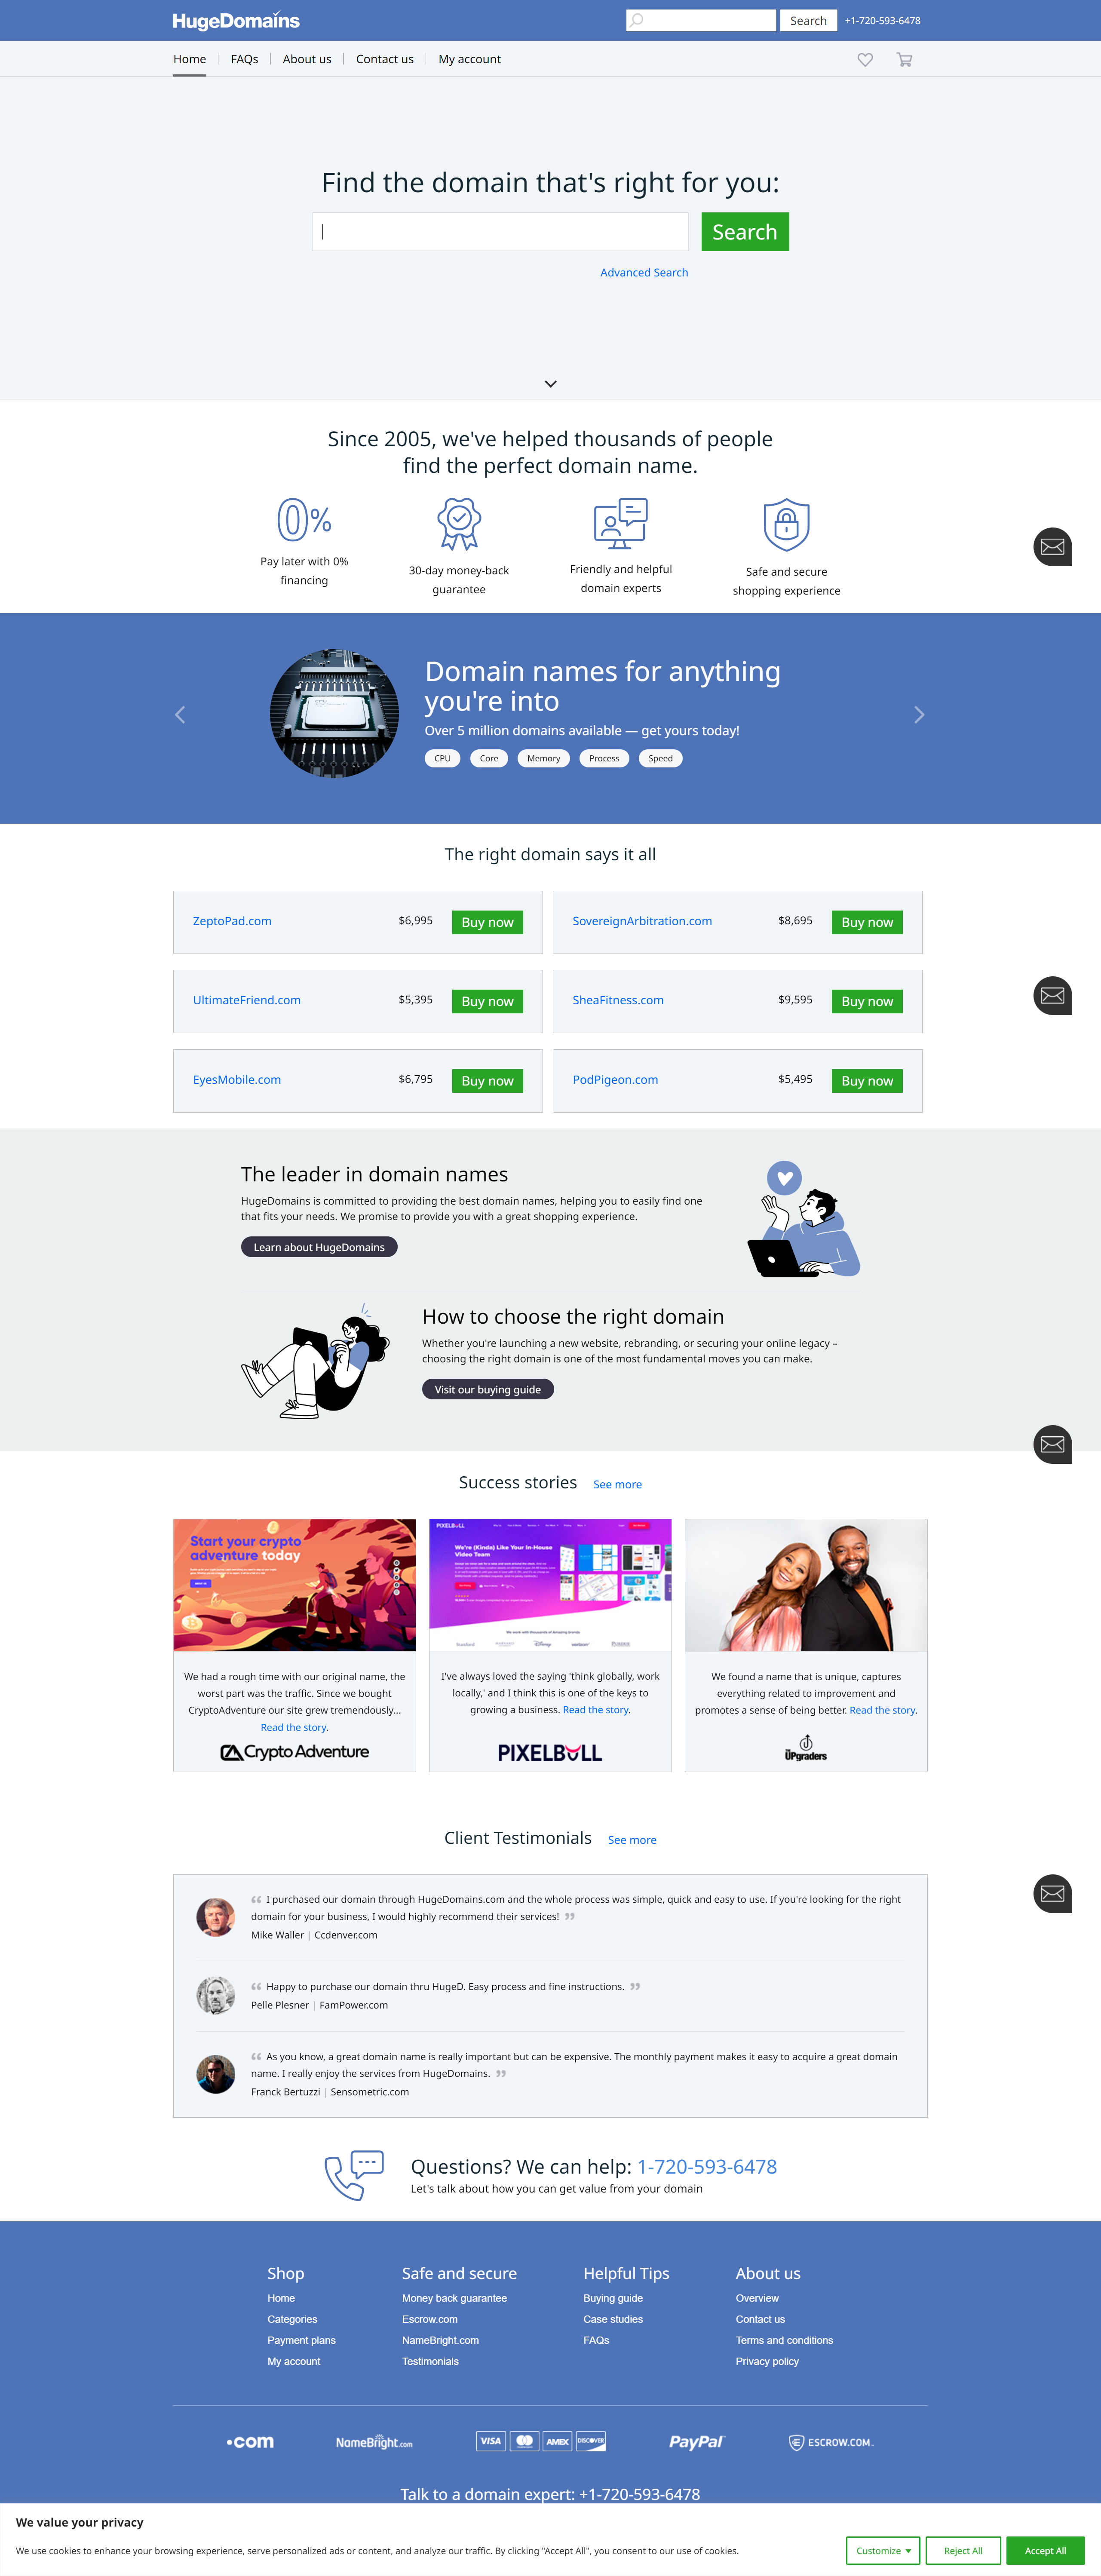 HugeDomains
Search
+1-720-593-6478
Home
FAQs
About us
Contact us
My account
Find the domain that's right for you:
Search
Advanced Search
Since 2005, we've helped thousands of people
find the perfect domain name.
0%
Pay later with 0%
financing
30-day money-back
guarantee
Friendly and helpful
domain experts
Safe and secure
shopping experience
Domain names for anything
you're into
Over 5 million domains available — get yours today!
CPU
Core
Memory
Process
Speed
The right domain says it all
ZeptoPad.com
$6,995
Buy now
SovereignArbitration.com
$8,695
Buy now
UltimateFriend.com
$5,395
Buy now
SheaFitness.com
$9,595
Buy now
EyesMobile.com
$6,795
Buy now
PodPigeon.com
$5,495
Buy now
The leader in domain names
HugeDomains is committed to providing the best domain names, helping you to easily find one
that fits your needs. We promise to provide you with a great shopping experience.
Learn about HugeDomains
How to choose the right domain
Whether you're launching a new website, rebranding, or securing your online legacy –
choosing the right domain is one of the most fundamental moves you can make.
Visit our buying guide
Success stories
See more
Start your crypto
adventure today
We had a rough time with our original name, the
worst part was the traffic. Since we bought
CryptoAdventure our site grew tremendously...
Read the story.
Crypto Adventure
PIXELBULL
We're (Kinda) Like Your In-House
Video Team
We work with thousands of Amazing brands
Disney
I've always loved the saying 'think globally, work
locally,' and I think this is one of the keys to
growing a business. Read the story.
PIXELBULL
We found a name that is unique, captures
everything related to improvement and
promotes a sense of being better. Read the story.
THE
UPgraders
Client Testimonials
See more
“ I purchased our domain through HugeDomains.com and the whole process was simple, quick and easy to use. If you're looking for the right
domain for your business, I would highly recommend their services! ”
Mike Waller | Ccdenver.com
“ Happy to purchase our domain thru HugeD. Easy process and fine instructions. ”
Pelle Plesner | FamPower.com
“ As you know, a great domain name is really important but can be expensive. The monthly payment makes it easy to acquire a great domain
name. I really enjoy the services from HugeDomains. ”
Franck Bertuzzi | Sensometric.com
Questions? We can help: 1-720-593-6478
Let's talk about how you can get value from your domain
Shop
Home
Categories
Payment plans
My account
Safe and secure
Money back guarantee
Escrow.com
NameBright.com
Testimonials
Helpful Tips
Buying guide
Case studies
FAQs
About us
Overview
Contact us
Terms and conditions
Privacy policy
.com
NameBright.com
VISA
AMEX
DISCOVER
PayPal
ESCROW.COM
Talk to a domain expert: +1-720-593-6478
We value your privacy
We use cookies to enhance your browsing experience, serve personalized ads or content, and analyze our traffic. By clicking "Accept All", you consent to our use of cookies.
Customize
Reject All
Accept All